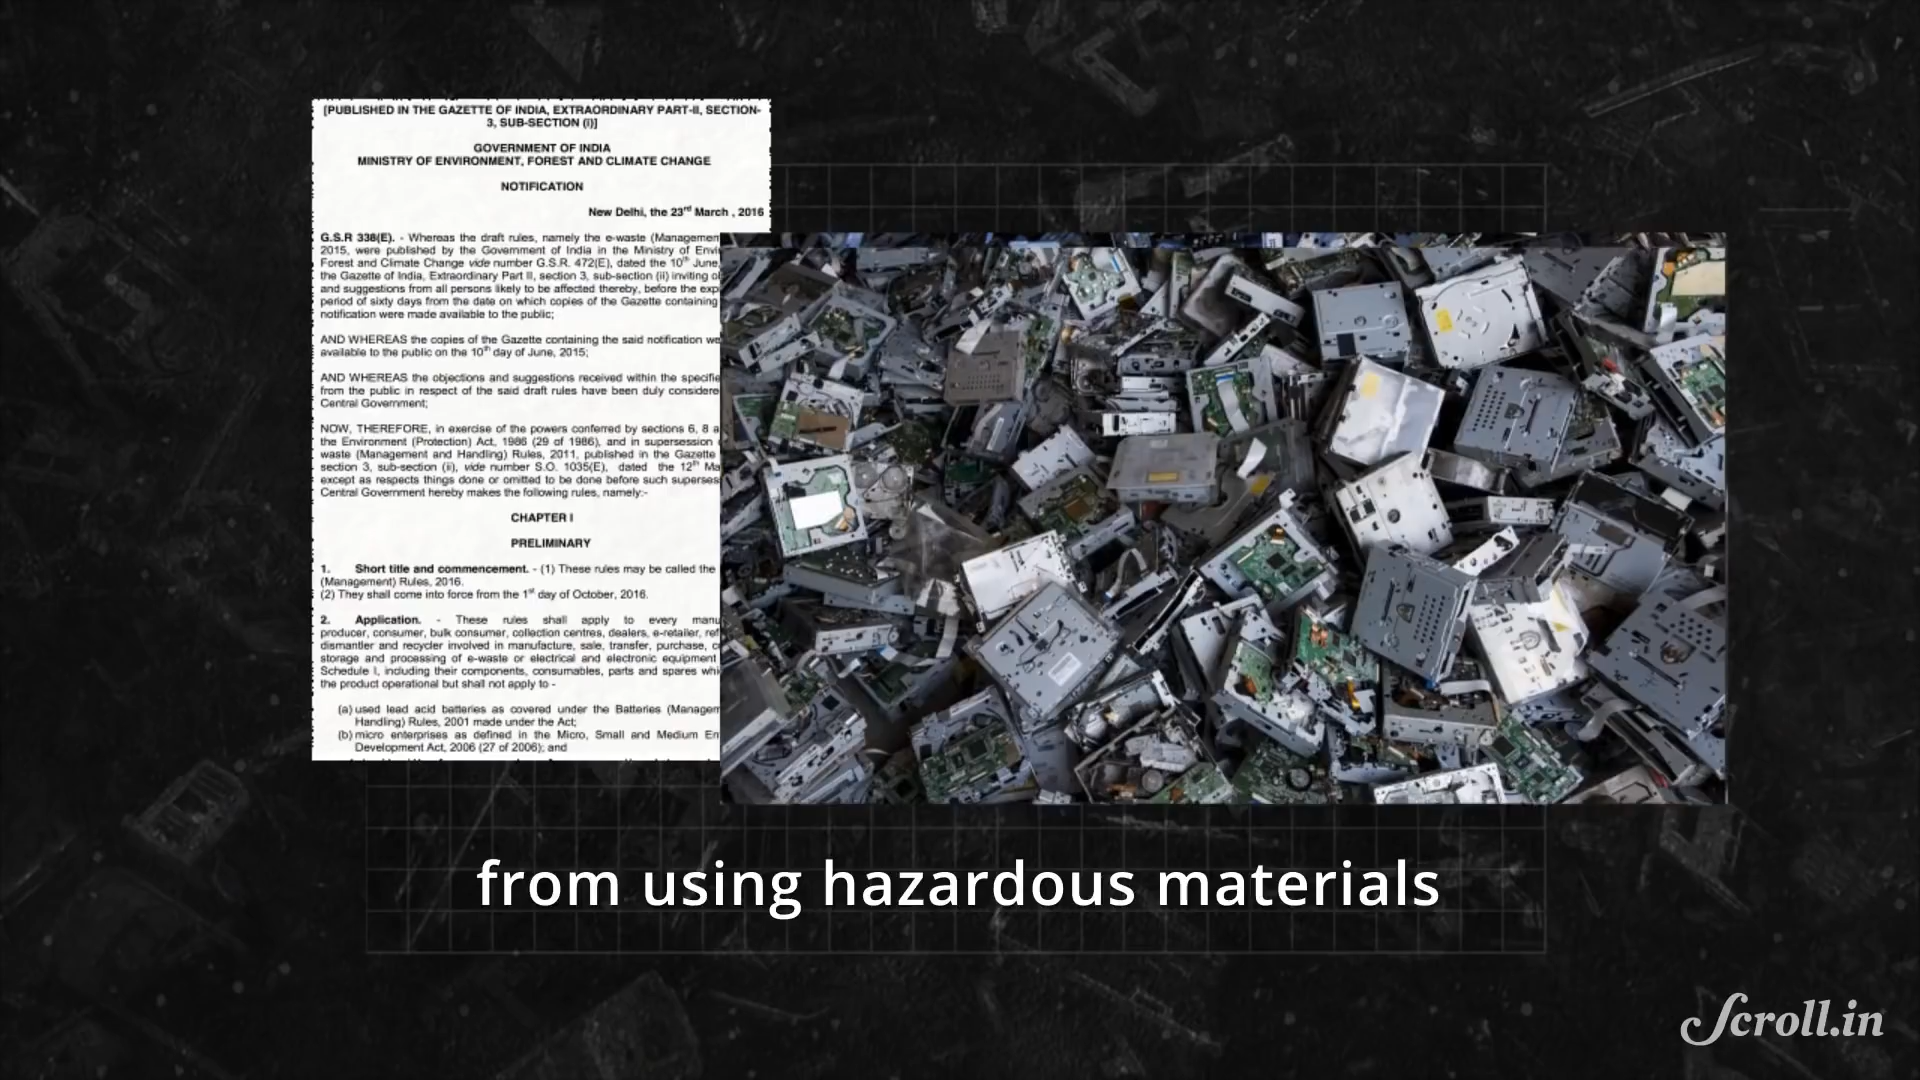 [PUBLISHED IN THE GAZETTE OF INDIA, EXTRAORDINARY PART-II, SECTION-
3, SUB-SECTION (i)]
GOVERNMENT OF INDIA
MINISTRY OF ENVIRONMENT, FOREST AND CLIMATE CHANGE
NOTIFICATION
New Delhi, the 23rd March , 2016
G.S.R 338(E). - Whereas the draft rules, namely the e-waste (Managemen
2015, were published by the Government of India in the Ministry of Envi
Forest and Climate Change vide number G.S.R. 472(E), dated the 10th June,
the Gazette of India, Extraordinary Part II, section 3, sub-section (ii) inviting o
and suggestions from all persons likely to be affected thereby, before the exp
period of sixty days from the date on which copies of the Gazette containing
notification were made available to the public;
AND WHEREAS the copies of the Gazette containing the said notification we
available to the public on the 10th day of June, 2015;
AND WHEREAS the objections and suggestions received within the specifie
from the public in respect of the said draft rules have been duly considere
Central Government;
NOW, THEREFORE, in exercise of the powers conferred by sections 6, 8 a
the Environment (Protection) Act, 1986 (29 of 1986), and in supersession
waste (Management and Handling) Rules, 2011, published in the Gazette
section 3, sub-section (ii), vide number S.O. 1035(E), dated the 12th Ma
except as respects things done or omitted to be done before such superses
Central Government hereby makes the following rules, namely:-
CHAPTER I
PRELIMINARY
1. Short title and commencement. - (1) These rules may be called the
(Management) Rules, 2016.
(2) They shall come into force from the 1st day of October, 2016.
2. Application. - These rules shall apply to every manu
producer, consumer, bulk consumer, collection centres, dealers, e-retailer, ref
dismantler and recycler involved in manufacture, sale, transfer, purchase, c
storage and processing of e-waste or electrical and electronic equipment
Schedule I, including their components, consumables, parts and spares whi
the product operational but shall not apply to -
(a) used lead acid batteries as covered under the Batteries (Managem
Handling) Rules, 2001 made under the Act;
(b) micro enterprises as defined in the Micro, Small and Medium En
Development Act, 2006 (27 of 2006); and
from using hazardous materials
Scroll.in